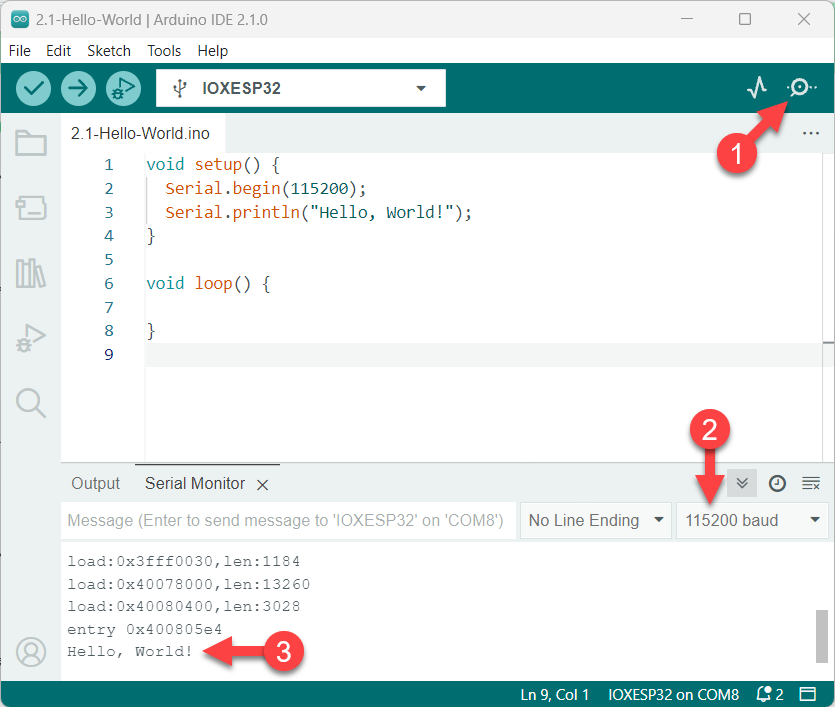 2.1-Hello-World | Arduino IDE 2.1.0
File Edit Sketch Tools Help
IOXESP32
1
2.1-Hello-World.ino
1 void setup() {
2 Serial.begin(115200);
3 Serial.println("Hello, World!");
4 }
5
6 void loop() {
7
8 }
9
2
Output Serial Monitor
Message (Enter to send message to 'IOXESP32' on 'COM8') No Line Ending 115200 baud
load:0x3fff0030,len:1184
load:0x40078000,len:13260
load:0x40080400,len:3028
entry 0x400805e4
Hello, World! 3
Ln 9, Col 1 IOXESP32 on COM8 2